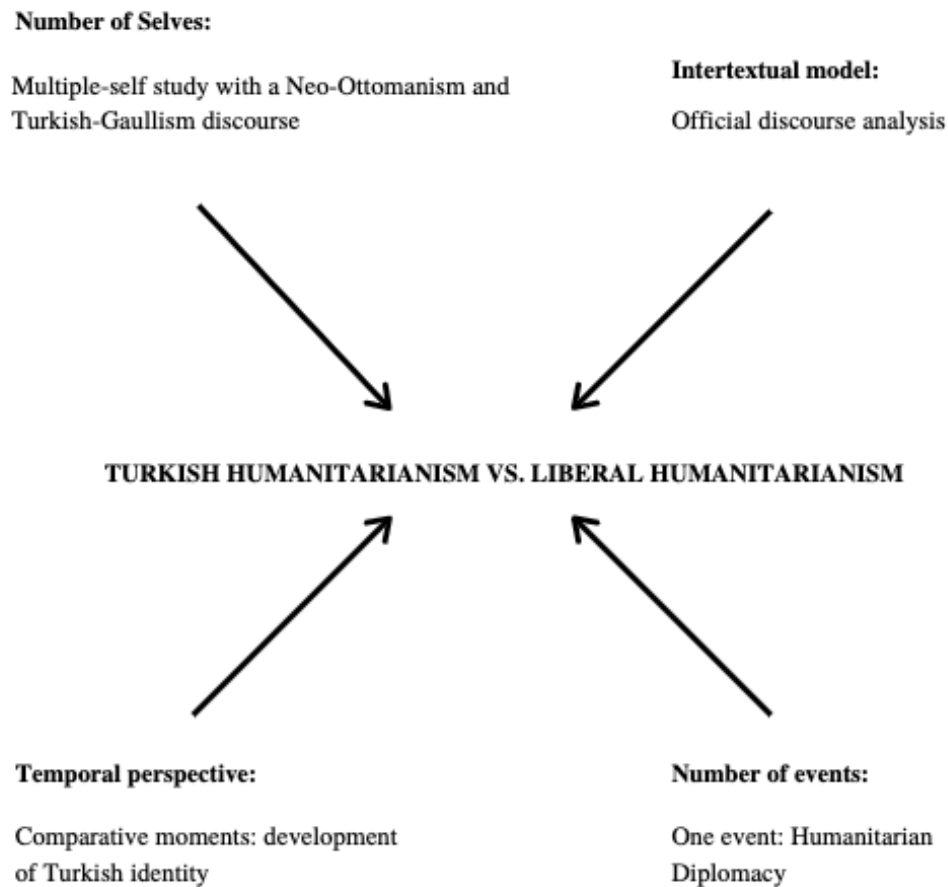 Number of Selves:
Multiple-self study with a Neo-Ottomanism and
Turkish-Gaullism discourse
Intertextual model:
Official discourse analysis
TURKISH HUMANITARIANISM VS. LIBERAL HUMANITARIANISM
Temporal perspective:
Comparative moments: development
of Turkish identity
Number of events:
One event: Humanitarian
Diplomacy